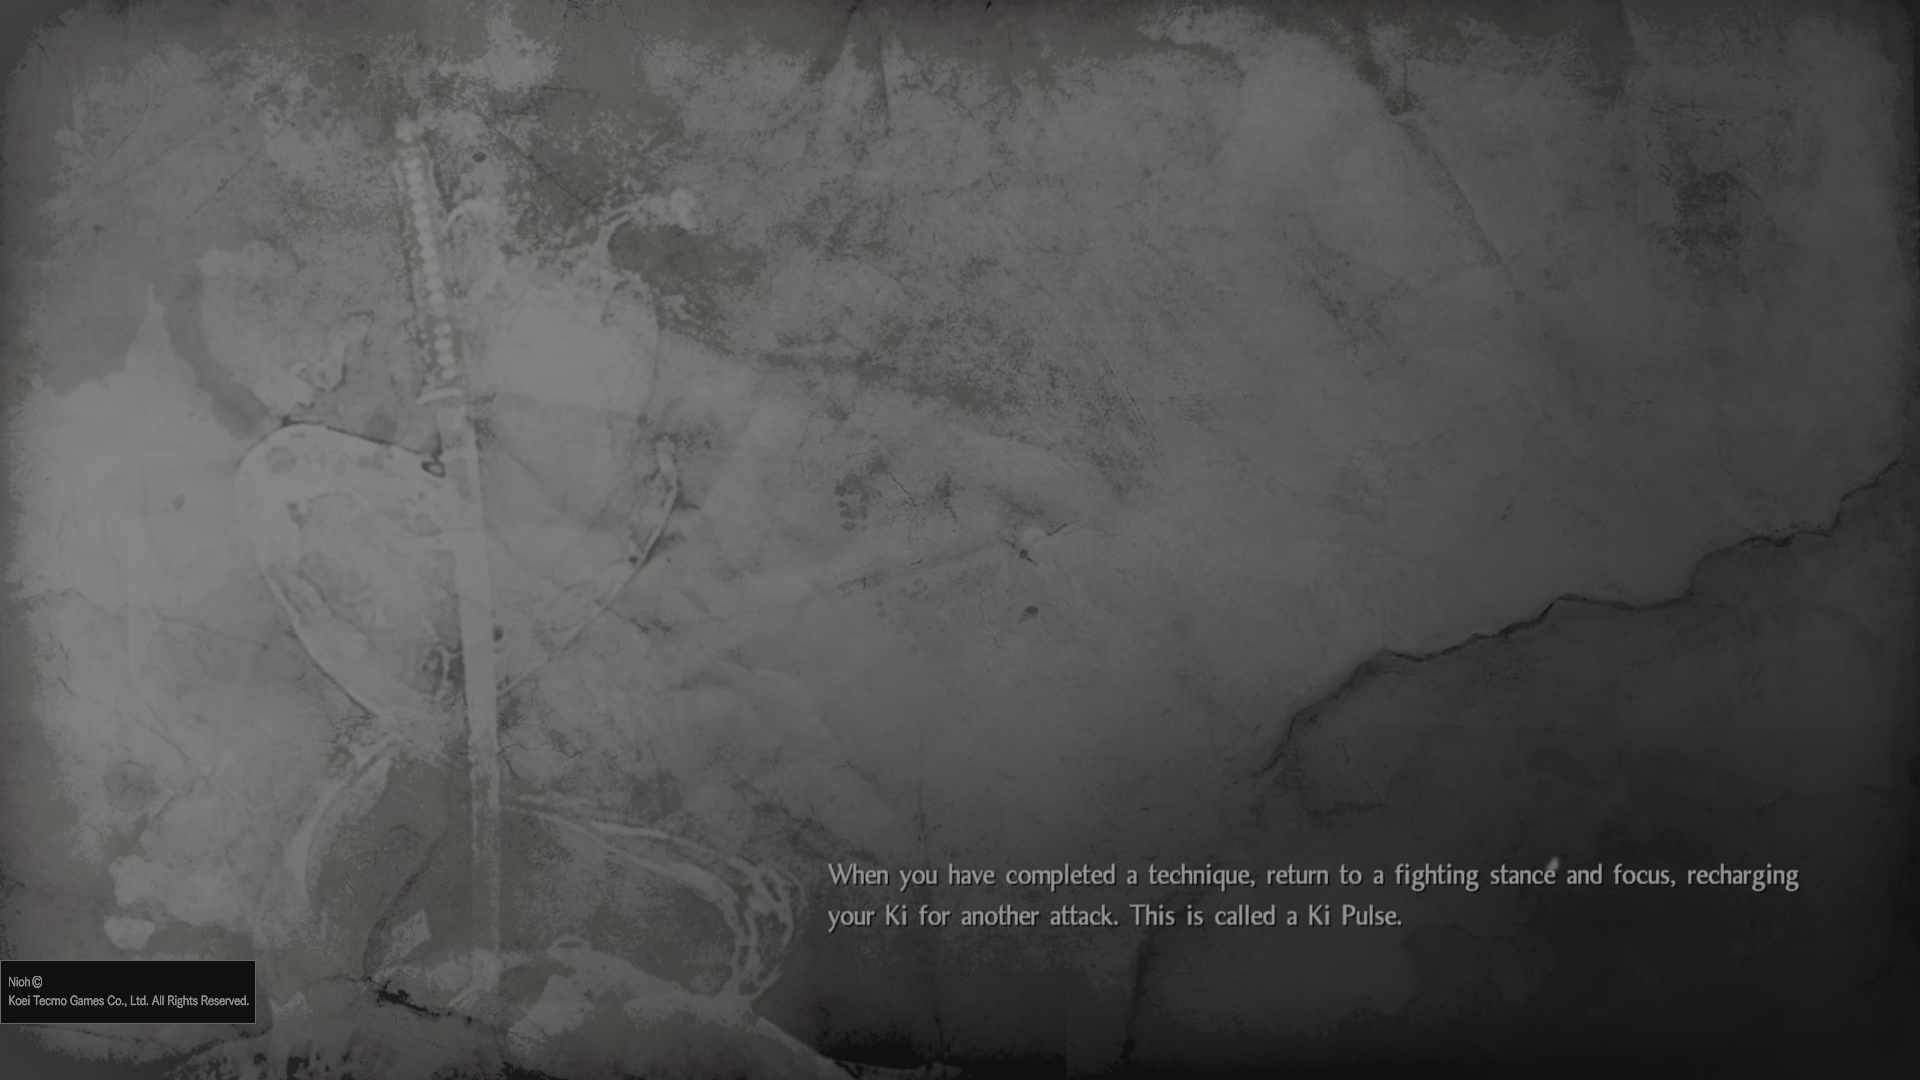 When you have completed a technique, return to a fighting stance and focus, recharging
your Ki for another attack. This is called a Ki Pulse.
Nioh©
Koei Tecmo Games Co., Ltd. All Rights Reserved.